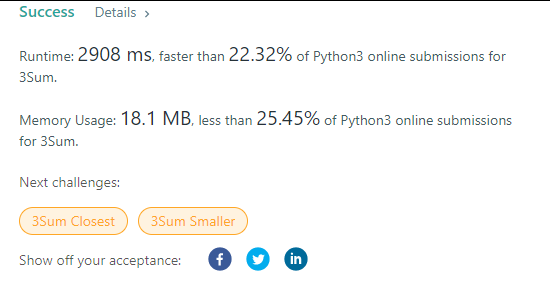 Success Details >
Runtime: 2908 ms, faster than 22.32% of Python3 online submissions for
3Sum.
Memory Usage: 18.1 MB, less than 25.45% of Python3 online submissions
for 3Sum.
Next challenges:
3Sum Closest 3Sum Smaller
Show off your acceptance: f in